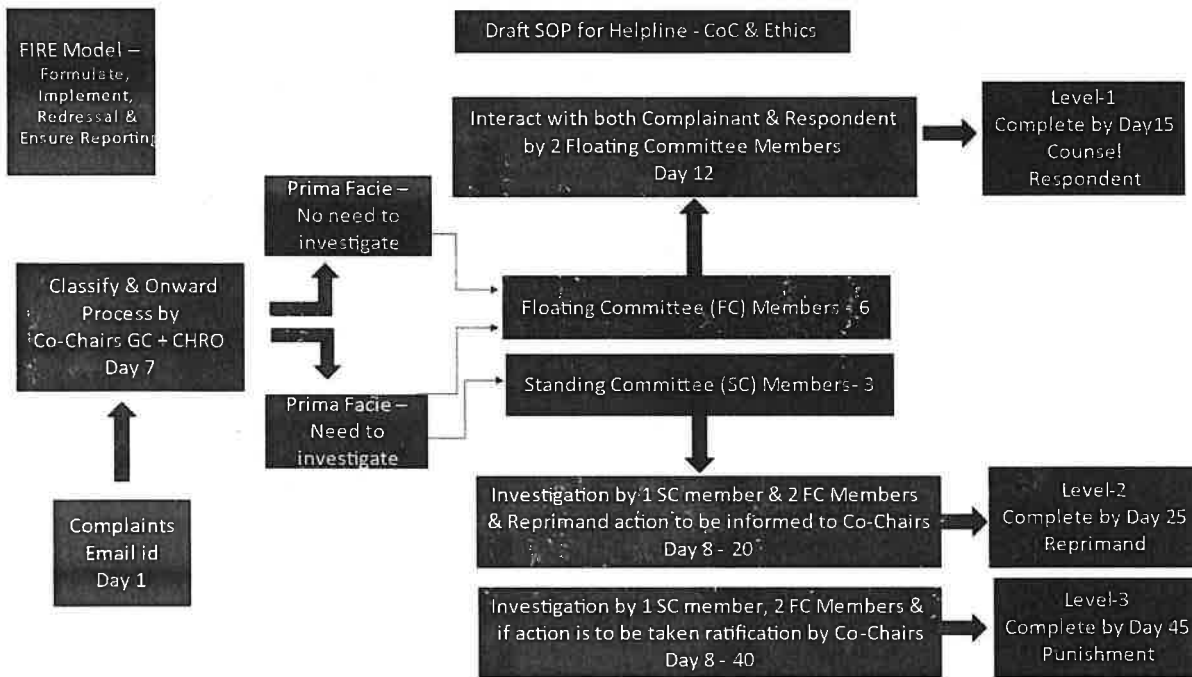 Draft SOP for Helpline - CoC & Ethics
FIRE Model –
Formulate,
Implement,
Redressal &
Ensure Reporting
Interact with both Complainant & Respondent
by 2 Floating Committee Members
Day 12
Level-1
Complete by Day15
Counsel
Respondent
Prima Facie –
No need to
investigate
Classify & Onward
Process by
Co-Chairs GC + CHRO
Day 7
Floating Committee (FC) Members - 6
Standing Committee (SC) Members- 3
Prima Facie –
Need to
investigate
Complaints
Email id
Day 1
Investigation by 1 SC member & 2 FC Members
& Reprimand action to be informed to Co-Chairs
Day 8 - 20
Level-2
Complete by Day 25
Reprimand
Investigation by 1 SC member, 2 FC Members &
if action is to be taken ratification by Co-Chairs
Day 8 - 40
Level-3
Complete by Day 45
Punishment